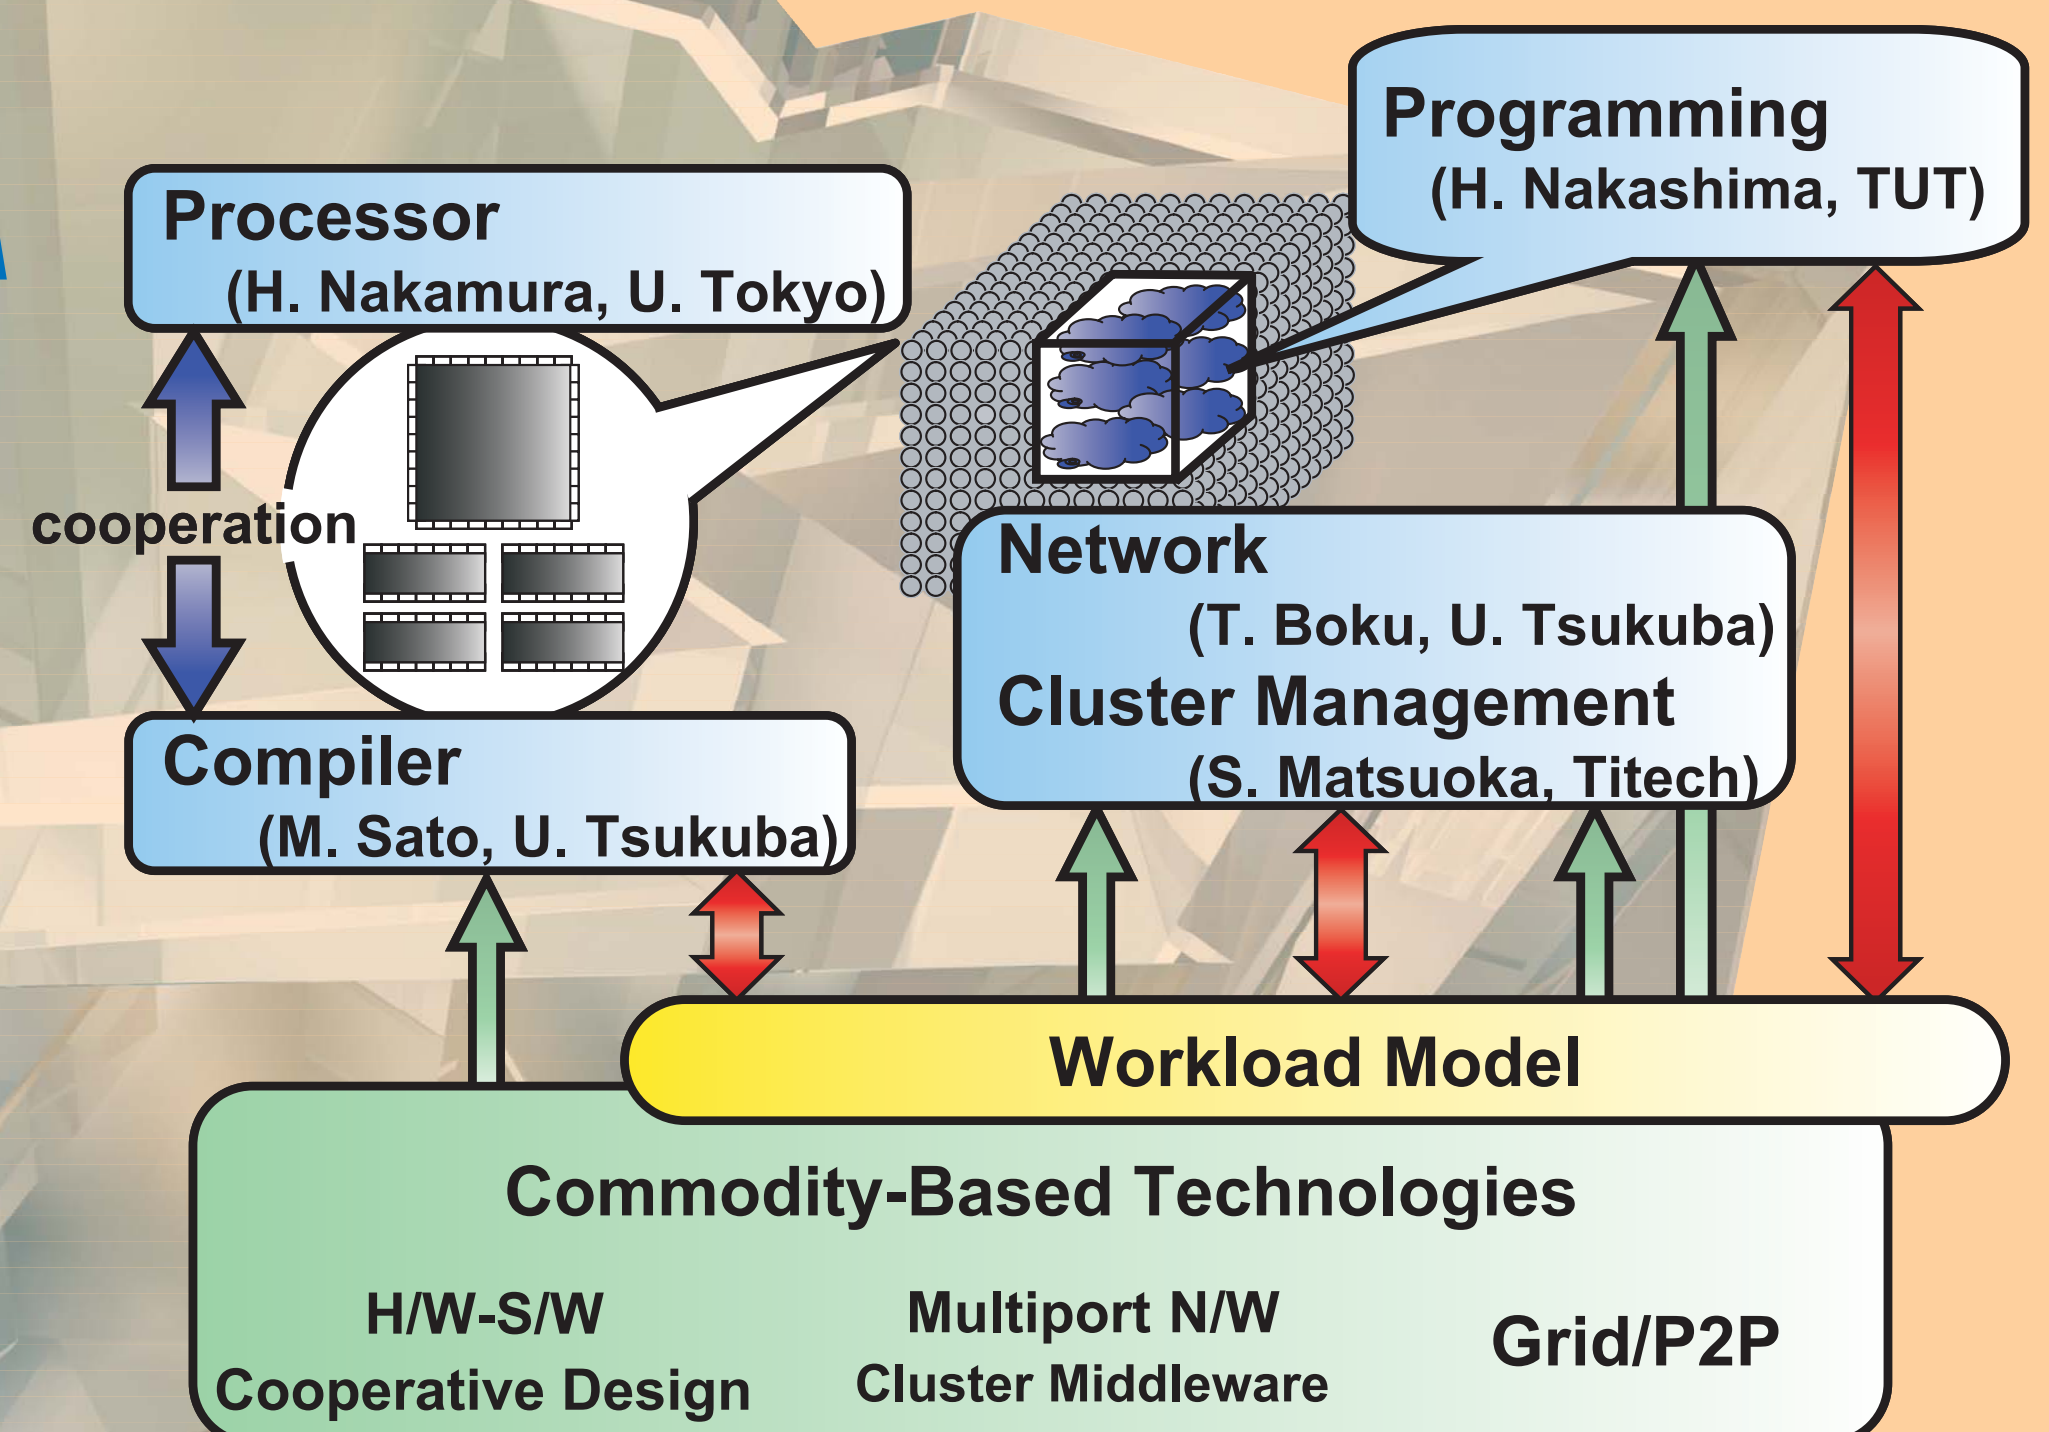 Programming
(H. Nakashima, TUT)
Processor
(H. Nakamura, U. Tokyo)
cooperation
Network
(T. Boku, U. Tsukuba)
Cluster Management
(S. Matsuoka, Titech)
Compiler
(M. Sato, U. Tsukuba)
Workload Model
Commodity-Based Technologies
H/W-S/W
Cooperative Design
Multiport N/W
Cluster Middleware
Grid/P2P